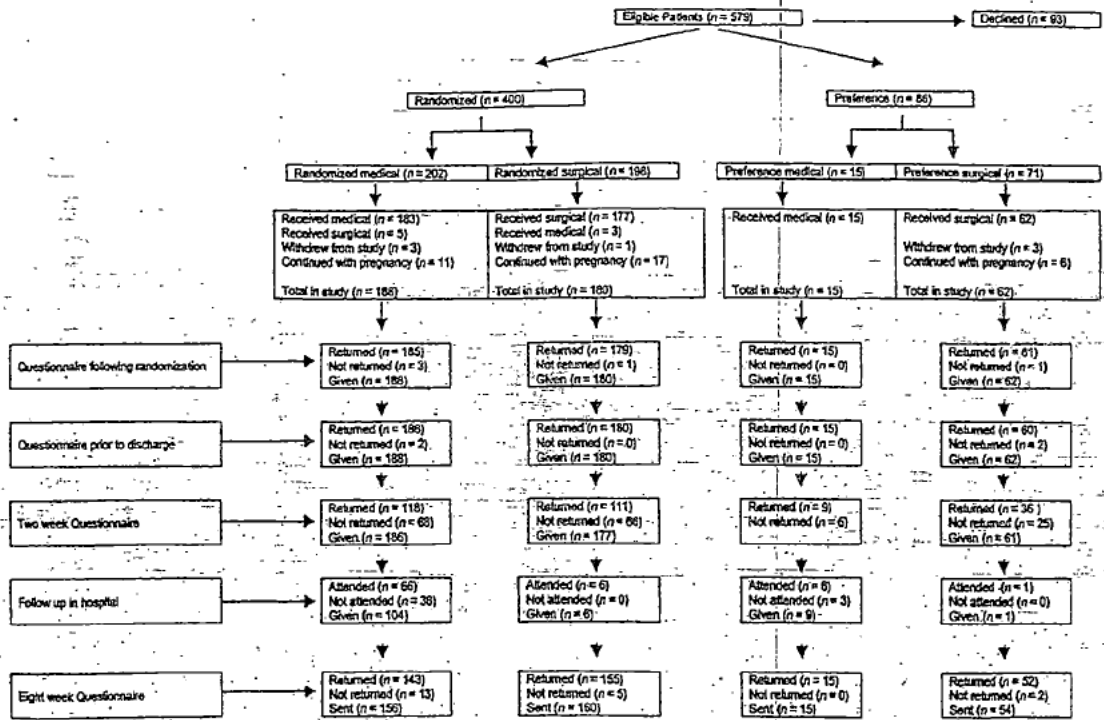 Eligible Patients (n = 579)
Declined (n = 93)
Randomized (n = 400)
Preference (n = 86)
Randomized medical (n = 202)
Randomized surgical (n = 198)
Preference medical (n = 15)
Preference surgical (n = 71)
Received medical (n = 183)
Received surgical (n = 5)
Withdrew from study (n = 3)
Continued with pregnancy (n = 11)
Total in study (n = 188)
Received surgical (n = 177)
Received medical (n = 3)
Withdrew from study (n = 1)
Continued with pregnancy (n = 17)
Total in study (n = 180)
Received medical (n = 15)
Total in study (n = 15)
Received surgical (n = 62)
Withdrew from study (n = 3)
Continued with pregnancy (n = 6)
Total in study (n = 62)
Questionnaire following randomization
Returned (n = 185)
Not returned (n = 3)
Given (n = 188)
Returned (n = 179)
Not returned (n = 1)
Given (n = 180)
Returned (n = 15)
Not returned (n = 0)
Given (n = 15)
Returned (n = 61)
Not returned (n = 1)
Given (n = 62)
Questionnaire prior to discharge
Returned (n = 186)
Not returned (n = 2)
Given (n = 188)
Returned (n = 180)
Not returned (n = 0)
Given (n = 180)
Returned (n = 15)
Not returned (n = 0)
Given (n = 15)
Returned (n = 60)
Not returned (n = 2)
Given (n = 62)
Two week Questionnaire
Returned (n = 118)
Not returned (n = 68)
Given (n = 186)
Returned (n = 111)
Not returned (n = 66)
Given (n = 177)
Returned (n = 9)
Not returned (n = 6)
Returned (n = 36)
Not returned (n = 25)
Given (n = 61)
Follow up in hospital
Attended (n = 66)
Not attended (n = 38)
Given (n = 104)
Attended (n = 6)
Not attended (n = 0)
Given (n = 6)
Attended (n = 6)
Not attended (n = 3)
Given (n = 9)
Attended (n = 1)
Not attended (n = 0)
Given (n = 1)
Eight week Questionnaire
Returned (n = 143)
Not returned (n = 13)
Sent (n = 156)
Returned (n = 155)
Not returned (n = 5)
Sent (n = 160)
Returned (n = 15)
Not returned (n = 0)
Sent (n = 15)
Returned (n = 52)
Not returned (n = 2)
Sent (n = 54)